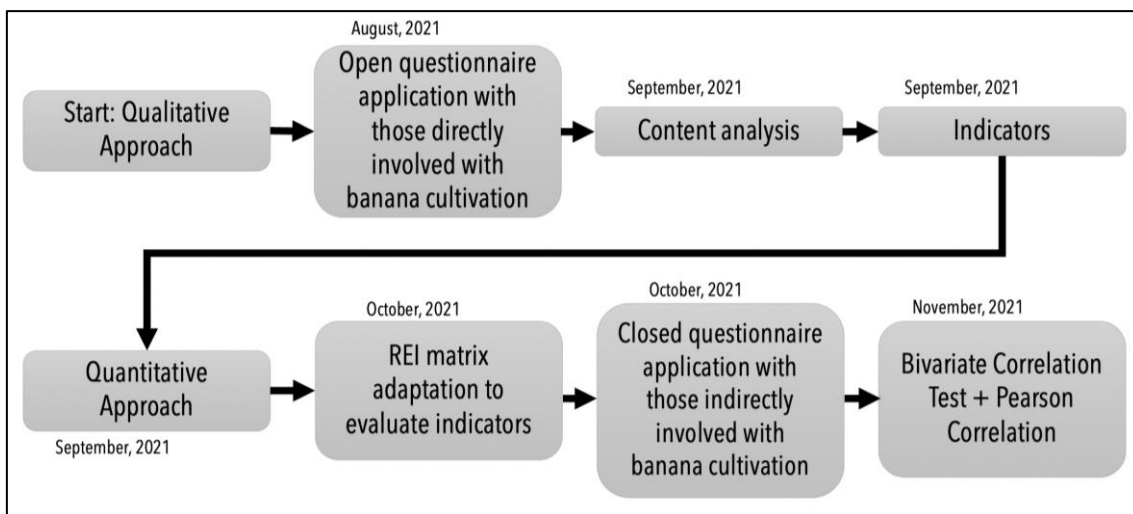 Start: Qualitative
Approach
August, 2021
Open questionnaire
application with
those directly
involved with
banana cultivation
September, 2021
Content analysis
September, 2021
Indicators
Quantitative
Approach
September, 2021
October, 2021
REI matrix
adaptation to
evaluate indicators
October, 2021
Closed questionnaire
application with
those indirectly
involved with
banana cultivation
November, 2021
Bivariate Correlation
Test + Pearson
Correlation